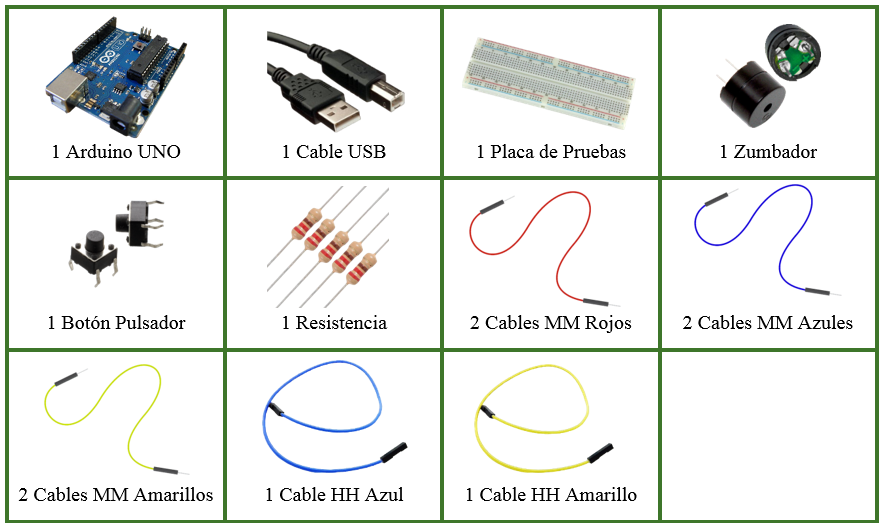 1 Arduino UNO
1 Cable USB
1 Placa de Pruebas
1 Zumbador
1 Botón Pulsador
1 Resistencia
2 Cables MM Rojos
2 Cables MM Azules
2 Cables MM Amarillos
1 Cable HH Azul
1 Cable HH Amarillo